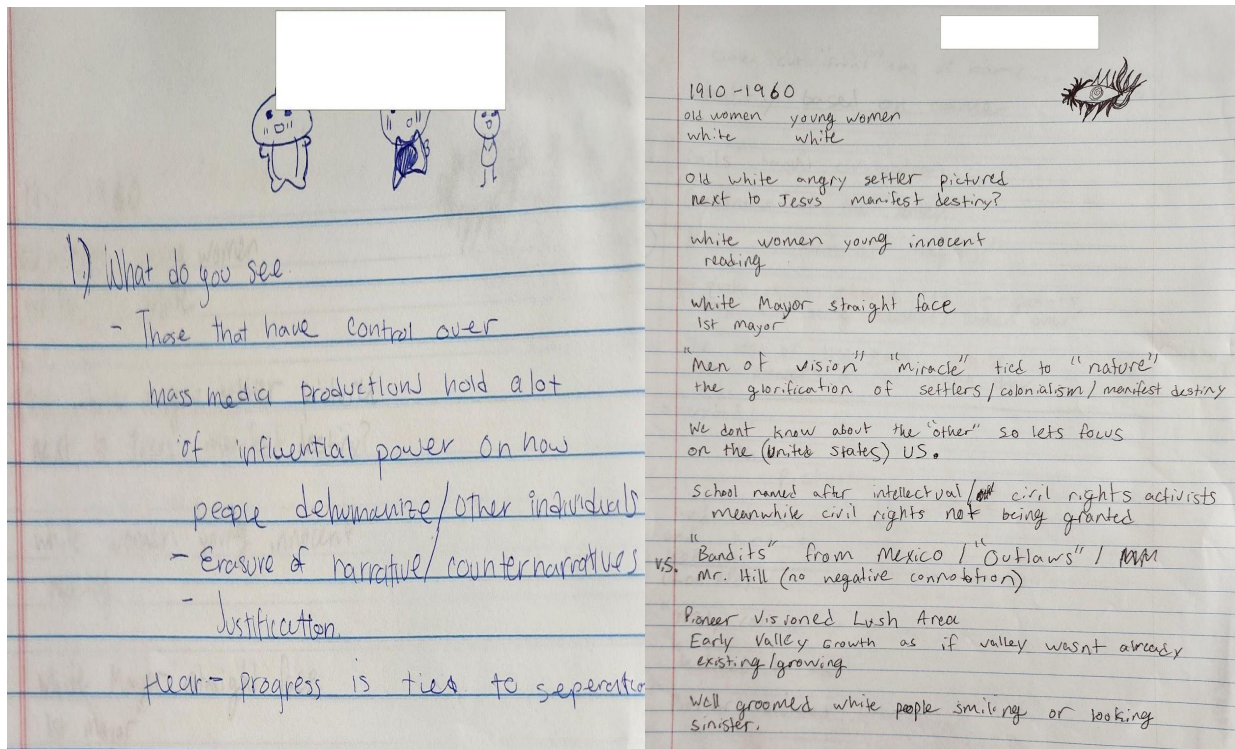 1.) What do you see.
- Those that have control over
mass media productions hold alot
of influential power on how
people dehumanize/other individuals
- Erasure of narrative/counternarratives
- Justification.
Hear - Progress is tied to seperatio
1910-1960
old women young women
white white
Old white angry settler pictured
next to Jesus manifest destiny?
white women young innocent
reading
white Mayor straight face
1st mayor
"Men of vision" "miracle" tied to "nature"
the glorification of settlers/colonialism/manifest destiny
We dont know about the "other" so lets focus
on the (United states) US.
School named after intellectual/ civil rights activists
meanwhile civil rights not being granted
"Bandits" from Mexico / "Outlaws" /
v.s. Mr. Hill (no negative connotation)
Pioneer Visioned Lush Area
Early Valley Growth as if valley wasnt already
existing/growing
Well groomed white people smiling or looking
sinister.